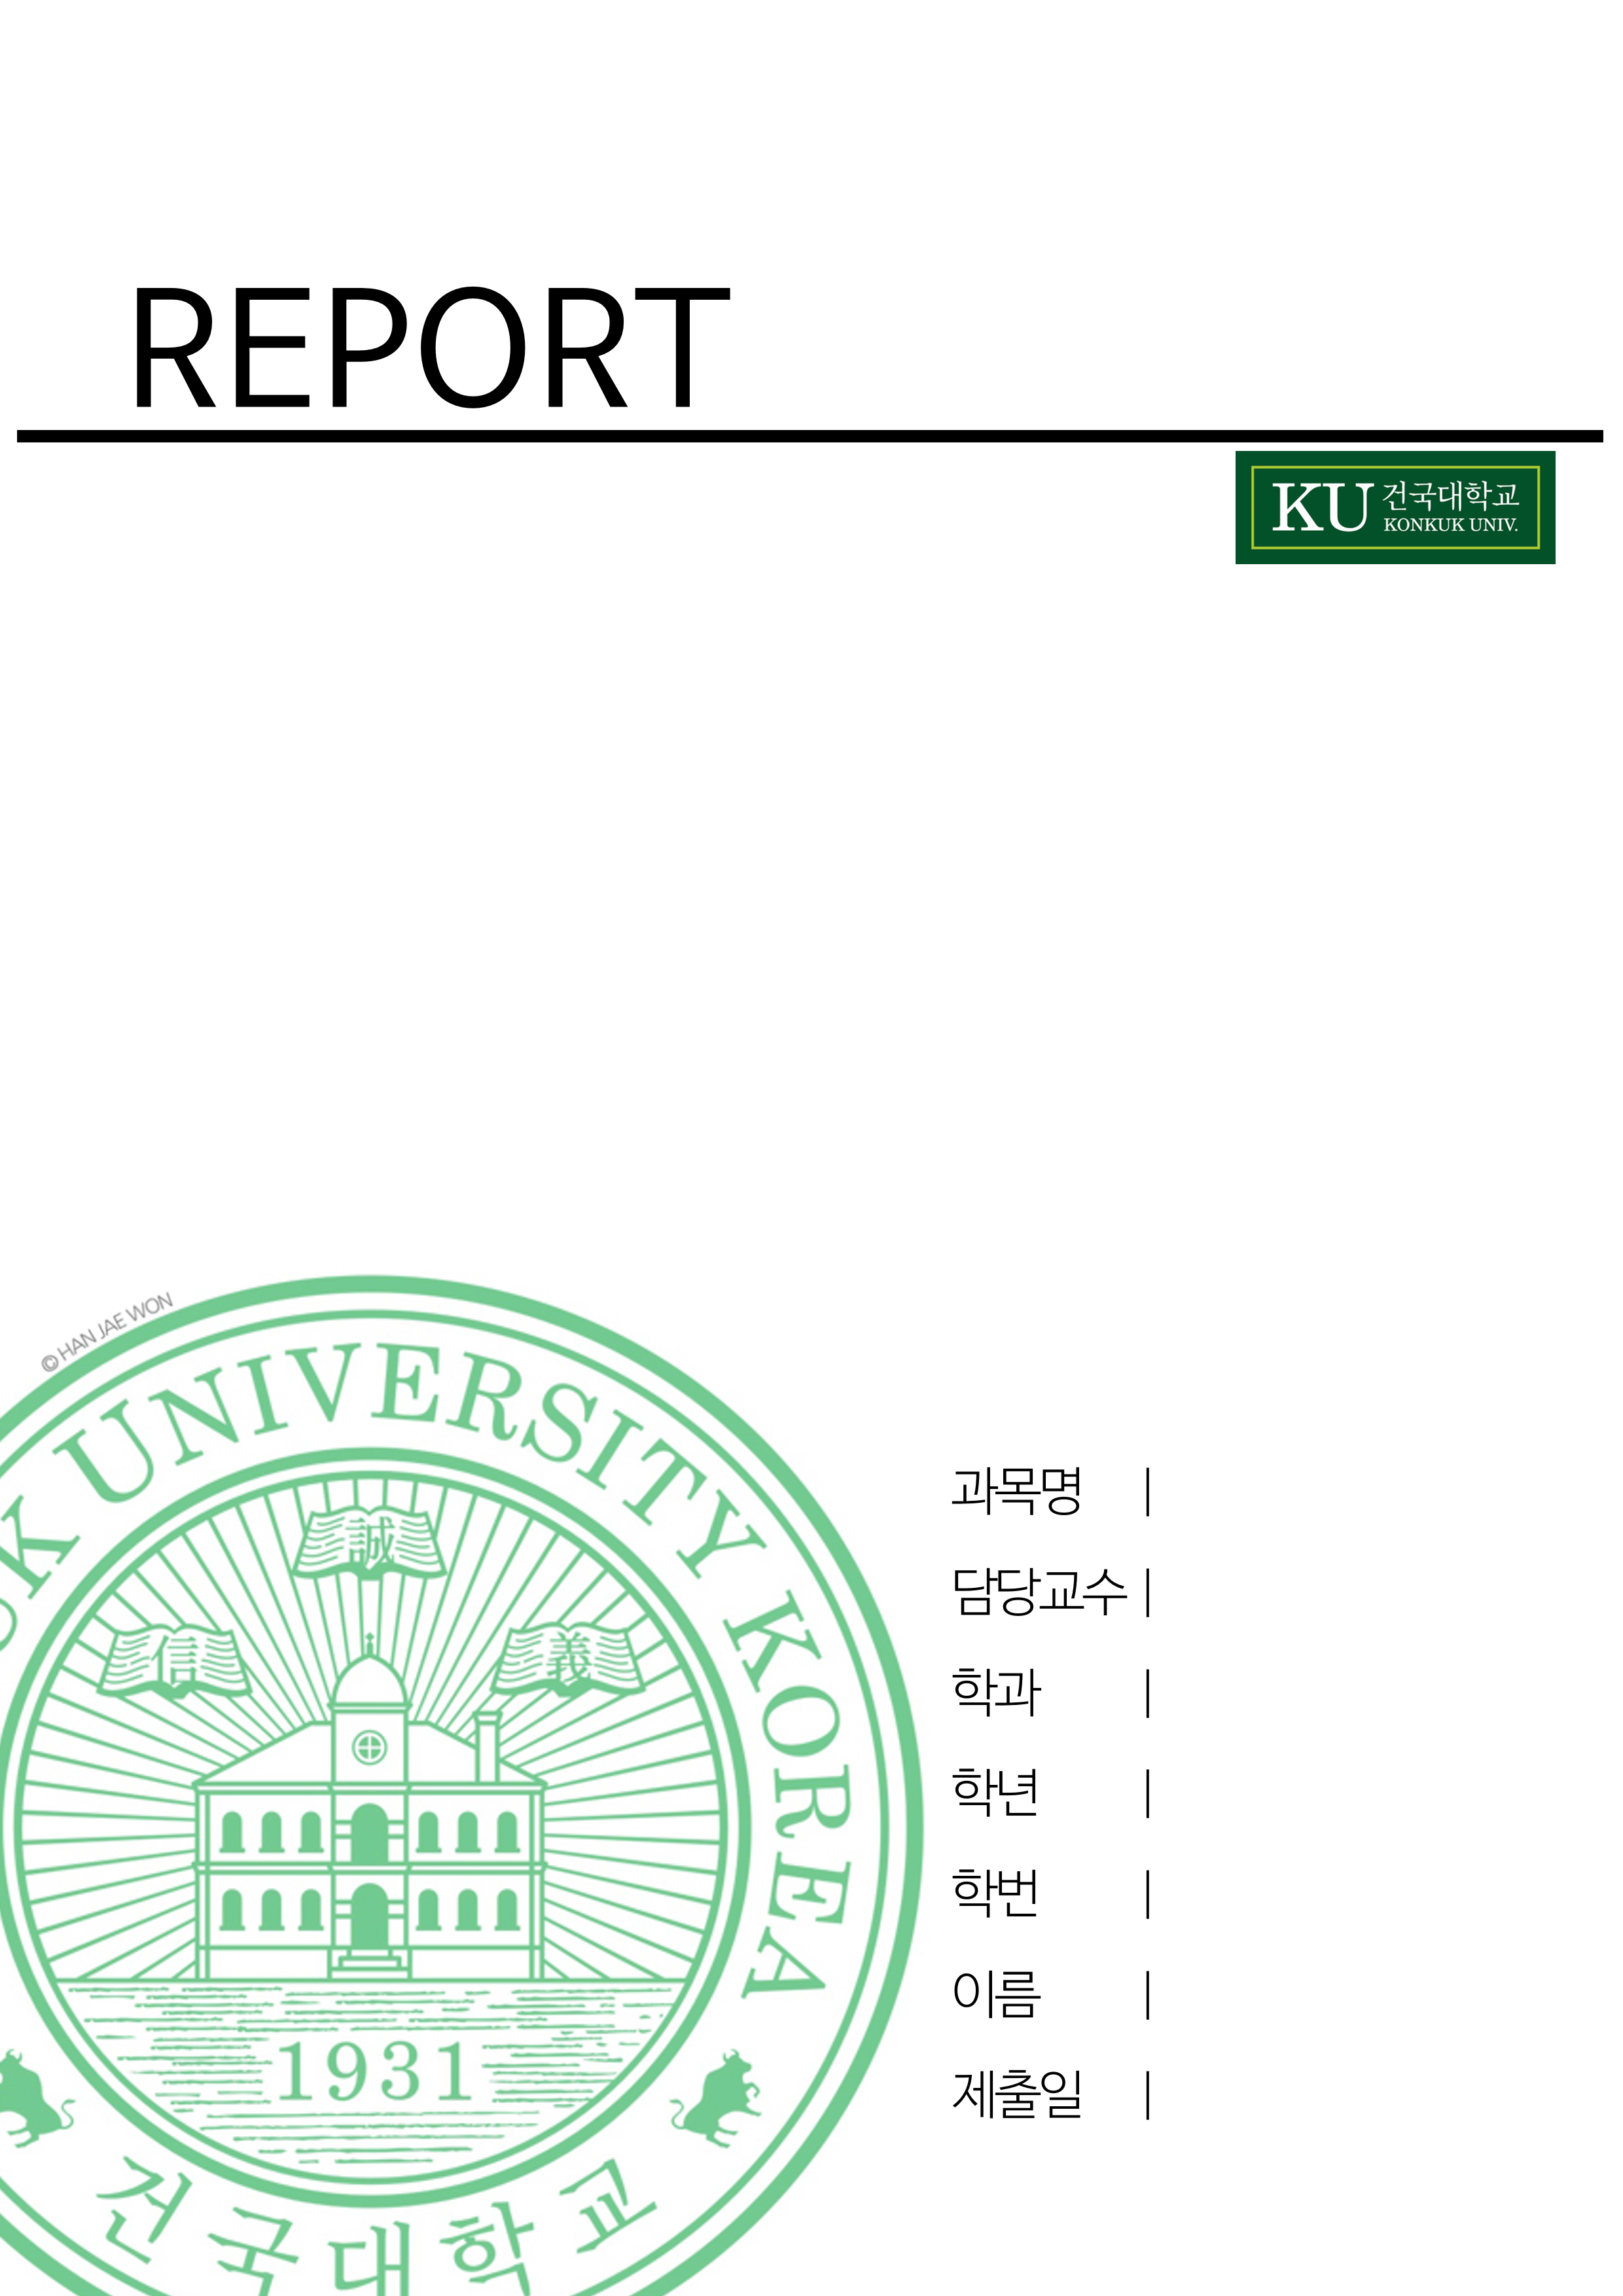 REPORT
KU 건국대학교
KONKUK UNIV.
© HAN JAE WON
UK UNIVERSITY KOREA
誠
信
義
1931
건국대학교
과목명 |
담당교수 |
학과 |
학년 |
학번 |
이름 |
제출일 |